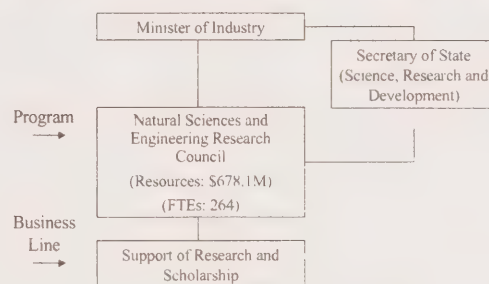 Minister of Industry
Secretary of State
(Science, Research and
Development)
Program
Natural Sciences and
Engineering Research
Council
(Resources: $678.1M)
(FTEs: 264)
Business
Line
Support of Research and
Scholarship